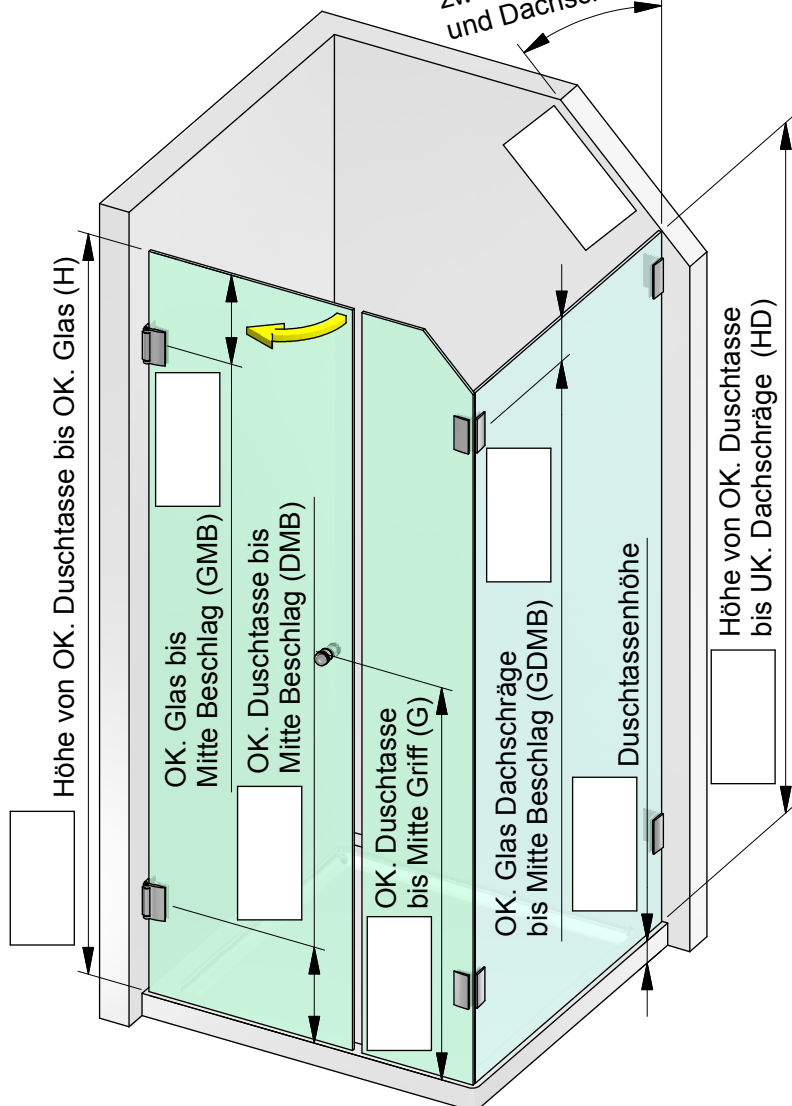 und
Höhe von OK. Duschtasse bis OK. Glas (H)
OK. Glas bis
Mitte Beschlag (GMB)
OK. Duschtasse bis
Mitte Beschlag (DMB)
OK. Duschtasse
bis Mitte Griff (G)
OK. Glas Dachschräge
bis Mitte Beschlag (GDMB)
Duschtassenhöhe
Höhe von OK. Duschtasse
bis UK. Dachschräge (HD)